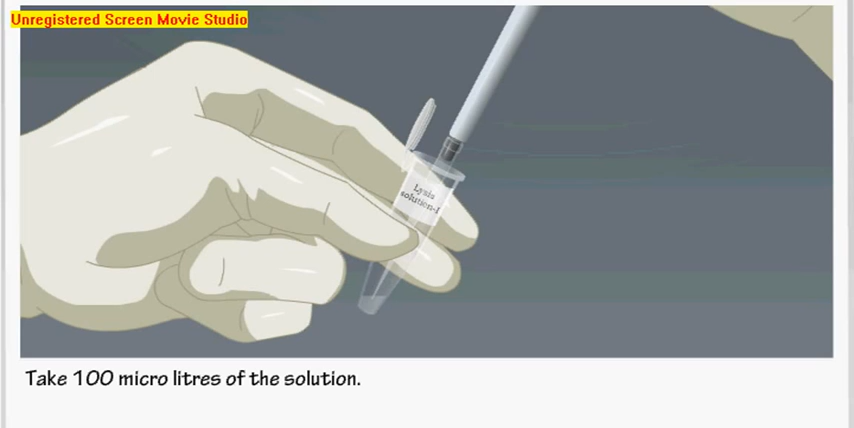 Unregistered Screen Movie Studio
Lysis
solution-I
Take 100 micro litres of the solution.